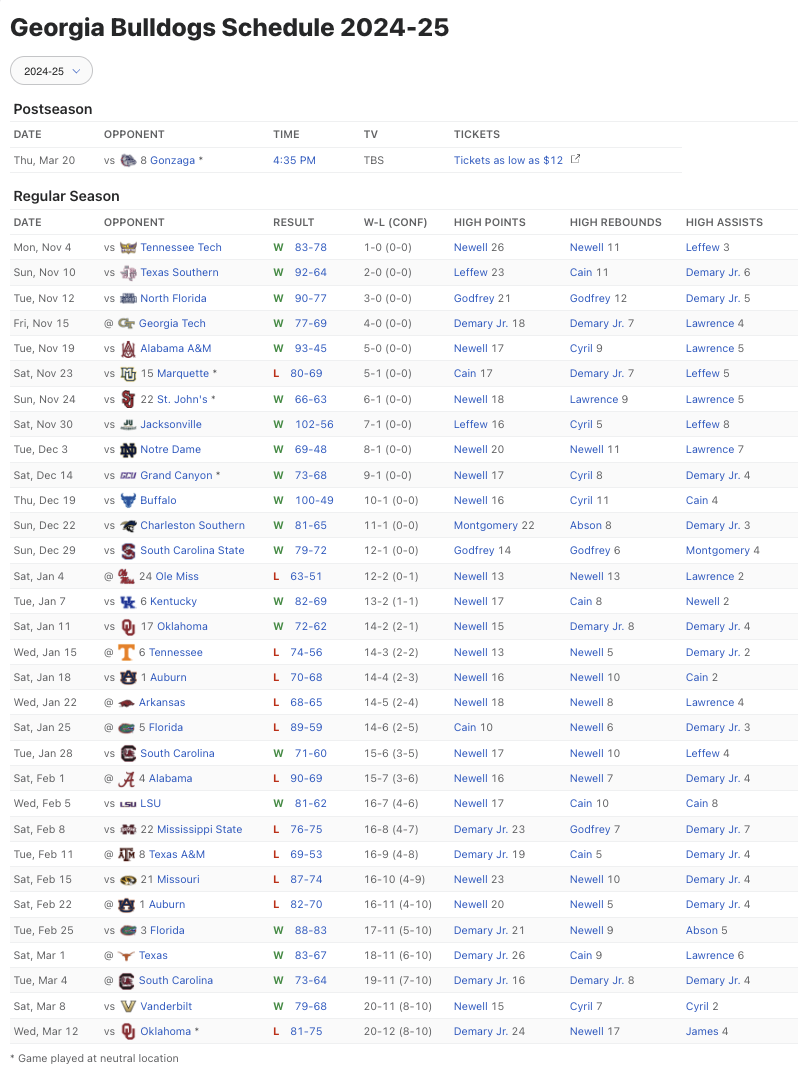 Georgia Bulldogs Schedule 2024-25
2024-25
Postseason
DATE OPPONENT TIME TV TICKETS
Thu, Mar 20 vs 8 Gonzaga * 4:35 PM TBS Tickets as low as $12
Regular Season
DATE OPPONENT RESULT W-L (CONF) HIGH POINTS HIGH REBOUNDS HIGH ASSISTS
Mon, Nov 4 vs Tennessee Tech W 83-78 1-0 (0-0) Newell 26 Newell 11 Leffew 3
Sun, Nov 10 vs Texas Southern W 92-64 2-0 (0-0) Leffew 23 Cain 11 Demary Jr. 6
Tue, Nov 12 vs North Florida W 90-77 3-0 (0-0) Godfrey 21 Godfrey 12 Demary Jr. 5
Fri, Nov 15 @ GT Georgia Tech W 77-69 4-0 (0-0) Demary Jr. 18 Demary Jr. 7 Lawrence 4
Tue, Nov 19 vs A Alabama A&M W 93-45 5-0 (0-0) Newell 17 Cyril 9 Lawrence 5
Sat, Nov 23 vs MU 15 Marquette * L 80-69 5-1 (0-0) Cain 17 Demary Jr. 7 Leffew 5
Sun, Nov 24 vs 22 St. John's * W 66-63 6-1 (0-0) Newell 18 Lawrence 9 Lawrence 5
Sat, Nov 30 vs JU Jacksonville W 102-56 7-1 (0-0) Leffew 16 Cyril 5 Leffew 8
Tue, Dec 3 vs ND Notre Dame W 69-48 8-1 (0-0) Newell 20 Newell 11 Lawrence 7
Sat, Dec 14 vs GCU Grand Canyon * W 73-68 9-1 (0-0) Newell 17 Cyril 8 Demary Jr. 4
Thu, Dec 19 vs Buffalo W 100-49 10-1 (0-0) Newell 16 Cyril 11 Cain 4
Sun, Dec 22 vs Charleston Southern W 81-65 11-1 (0-0) Montgomery 22 Abson 8 Demary Jr. 3
Sun, Dec 29 vs South Carolina State W 79-72 12-1 (0-0) Godfrey 14 Godfrey 6 Montgomery 4
Sat, Jan 4 @ Ole Miss 24 Ole Miss L 63-51 12-2 (0-1) Newell 13 Newell 13 Lawrence 2
Tue, Jan 7 vs UK 6 Kentucky W 82-69 13-2 (1-1) Newell 17 Cain 8 Newell 2
Sat, Jan 11 vs OU 17 Oklahoma W 72-62 14-2 (2-1) Newell 15 Demary Jr. 8 Demary Jr. 4
Wed, Jan 15 @ T 6 Tennessee L 74-56 14-3 (2-2) Newell 13 Newell 5 Demary Jr. 2
Sat, Jan 18 vs AU 1 Auburn L 70-68 14-4 (2-3) Newell 16 Newell 10 Cain 2
Wed, Jan 22 @ Arkansas L 68-65 14-5 (2-4) Newell 18 Newell 8 Lawrence 4
Sat, Jan 25 @ 5 Florida L 89-59 14-6 (2-5) Cain 10 Newell 6 Demary Jr. 3
Tue, Jan 28 vs South Carolina W 71-60 15-6 (3-5) Newell 17 Newell 10 Leffew 4
Sat, Feb 1 @ A 4 Alabama L 90-69 15-7 (3-6) Newell 16 Newell 7 Demary Jr. 4
Wed, Feb 5 vs LSU LSU W 81-62 16-7 (4-6) Newell 17 Cain 10 Cain 8
Sat, Feb 8 vs 22 Mississippi State L 76-75 16-8 (4-7) Demary Jr. 23 Godfrey 7 Demary Jr. 7
Tue, Feb 11 @ ATM 8 Texas A&M L 69-53 16-9 (4-8) Demary Jr. 19 Cain 5 Demary Jr. 4
Sat, Feb 15 vs 21 Missouri L 87-74 16-10 (4-9) Newell 23 Newell 10 Demary Jr. 4
Sat, Feb 22 @ AU 1 Auburn L 82-70 16-11 (4-10) Newell 20 Newell 5 Demary Jr. 4
Tue, Feb 25 vs 3 Florida W 88-83 17-11 (5-10) Demary Jr. 21 Newell 9 Abson 5
Sat, Mar 1 @ Texas W 83-67 18-11 (6-10) Demary Jr. 26 Cain 9 Lawrence 6
Tue, Mar 4 @ South Carolina W 73-64 19-11 (7-10) Demary Jr. 16 Demary Jr. 8 Demary Jr. 4
Sat, Mar 8 vs V Vanderbilt W 79-68 20-11 (8-10) Newell 15 Cyril 7 Cyril 2
Wed, Mar 12 vs OU Oklahoma * L 81-75 20-12 (8-10) Demary Jr. 24 Newell 17 James 4
* Game played at neutral location